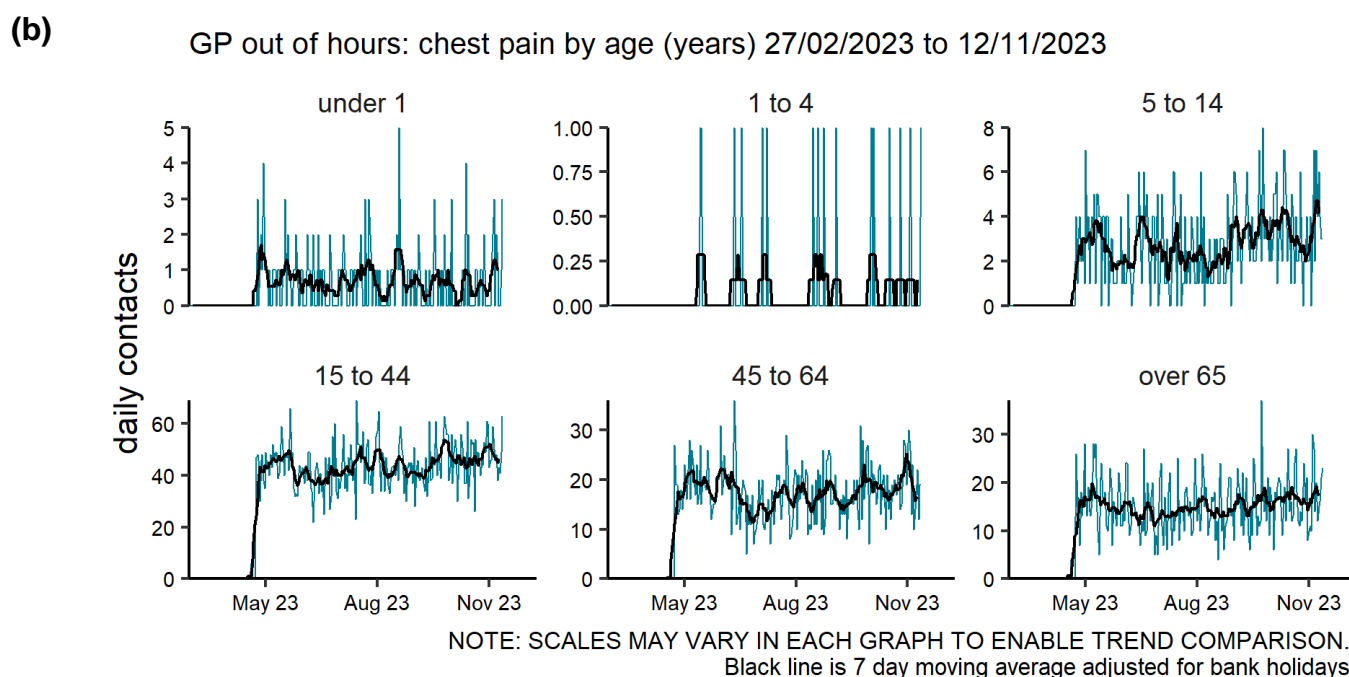 (b)
GP out of hours: chest pain by age (years) 27/02/2023 to 12/11/2023
daily contacts
under 1
5
4
3
2
1
0
1 to 4
1.00
0.75
0.50
0.25
0.00
5 to 14
8
6
4
2
0
15 to 44
60
40
20
0
May 23 Aug 23 Nov 23
45 to 64
30
20
10
0
May 23 Aug 23 Nov 23
over 65
30
20
10
0
May 23 Aug 23 Nov 23
NOTE: SCALES MAY VARY IN EACH GRAPH TO ENABLE TREND COMPARISON.
Black line is 7 day moving average adjusted for bank holidays